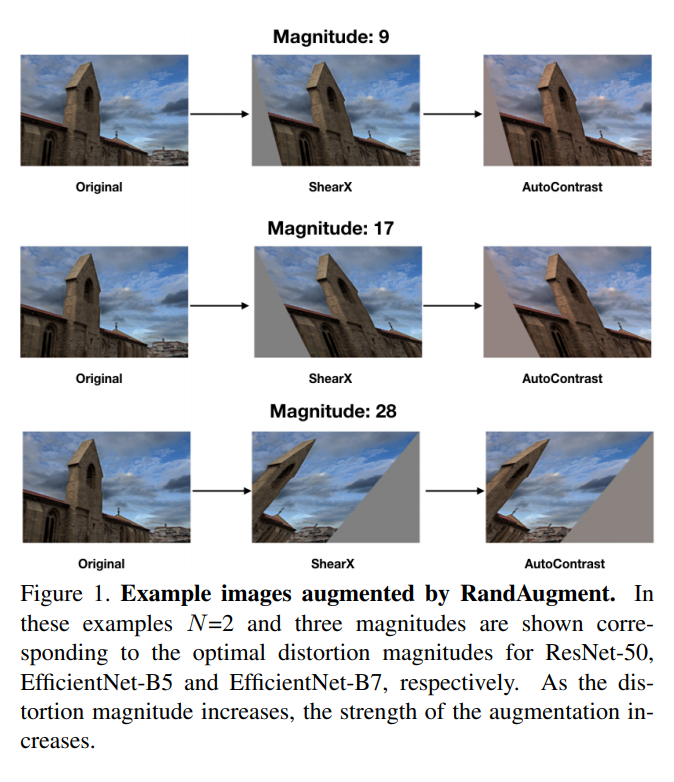 Magnitude: 9
Original
ShearX
AutoContrast
Magnitude: 17
Original
ShearX
AutoContrast
Magnitude: 28
Original
ShearX
AutoContrast
Figure 1. Example images augmented by RandAugment. In
these examples N=2 and three magnitudes are shown corre-
sponding to the optimal distortion magnitudes for ResNet-50,
EfficientNet-B5 and EfficientNet-B7, respectively. As the dis-
tortion magnitude increases, the strength of the augmentation in-
creases.